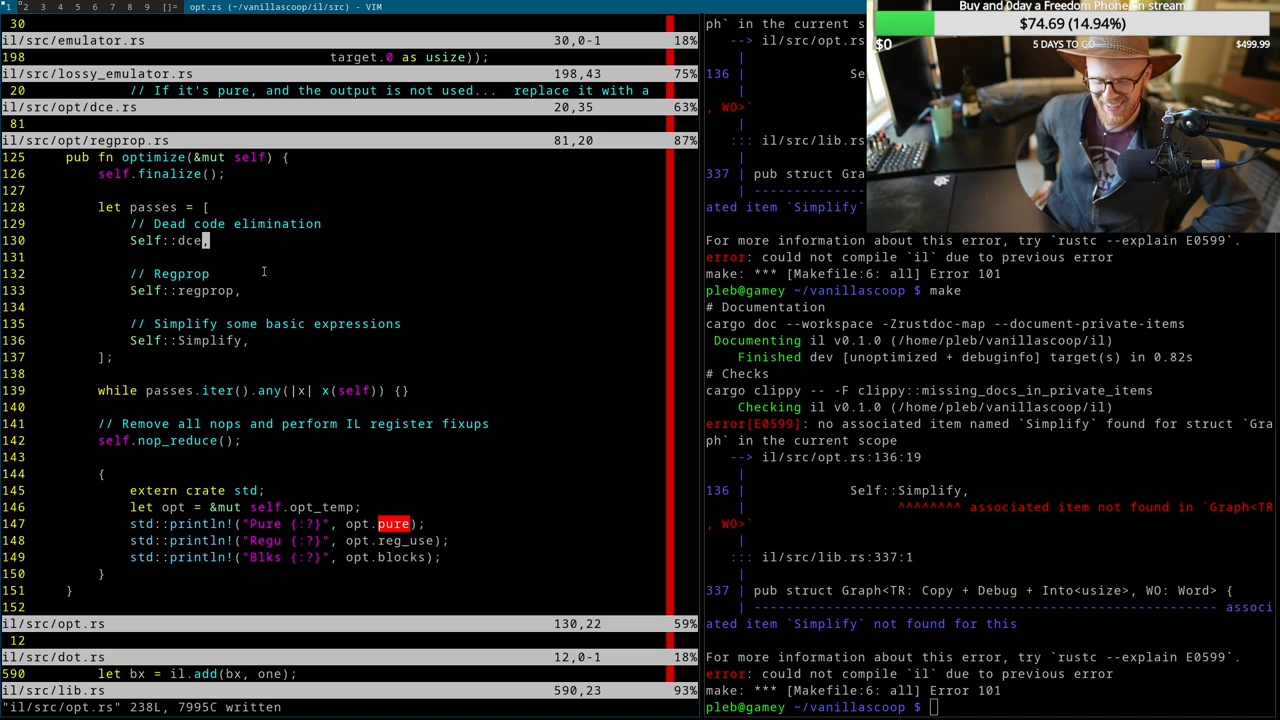 1 2 3 4 5 6 7 8 9 []= opt.rs (~/vanillascoop/il/src) - VIM
30
il/src/emulator.rs 30,0-1 18%
198 target.0 as usize));
il/src/lossy_emulator.rs 198,43 75%
20 // If it's pure, and the output is not used... replace it with a
il/src/opt/dce.rs 20,35 63%
81
il/src/opt/regprop.rs 81,20 87%
125 pub fn optimize(&mut self) {
126 self.finalize();
127
128 let passes = [
129 // Dead code elimination
130 Self::dce,
131
132 // Regprop
133 Self::regprop,
134
135 // Simplify some basic expressions
136 Self::Simplify,
137 ];
138
139 while passes.iter().any(|x| x(self)) {}
140
141 // Remove all nops and perform IL register fixups
142 self.nop_reduce();
143
144 {
145 extern crate std;
146 let opt = &mut self.opt_temp;
147 std::println!("Pure {:?}", opt.pure);
148 std::println!("Regu {:?}", opt.reg_use);
149 std::println!("Blks {:?}", opt.blocks);
150 }
151 }
152
il/src/opt.rs 130,22 59%
12
il/src/dot.rs 12,0-1 18%
590 let bx = il.add(bx, one);
il/src/lib.rs 590,23 93%
"il/src/opt.rs" 238L, 7995C written
ph` in the current s
--> il/src/opt.rs
|
136 | Se
, WO>`
|
::: il/src/lib.rs
|
337 | pub struct Gra
| --------------
ated item `Simplify`
For more information about this error, try `rustc --explain E0599`.
error: could not compile `il` due to previous error
make: *** [Makefile:6: all] Error 101
pleb@gamey ~/vanillascoop $ make
# Documentation
cargo doc --workspace -Zrustdoc-map --document-private-items
Documenting il v0.1.0 (/home/pleb/vanillascoop/il)
Finished dev [unoptimized + debuginfo] target(s) in 0.82s
# Checks
cargo clippy -- -F clippy::missing_docs_in_private_items
Checking il v0.1.0 (/home/pleb/vanillascoop/il)
error[E0599]: no associated item named `Simplify` found for struct `Gra
ph` in the current scope
--> il/src/opt.rs:136:19
|
136 | Self::Simplify,
| ^^^^^^^^ associated item not found in `Graph<TR
, WO>`
|
::: il/src/lib.rs:337:1
|
337 | pub struct Graph<TR: Copy + Debug + Into<usize>, WO: Word> {
| ---------------------------------------------------------- associ
ated item `Simplify` not found for this
For more information about this error, try `rustc --explain E0599`.
error: could not compile `il` due to previous error
make: *** [Makefile:6: all] Error 101
pleb@gamey ~/vanillascoop $
Buy and 0day a Freedom Phone on stream
$74.69 (14.94%)
$0 5 DAYS TO GO $499.99